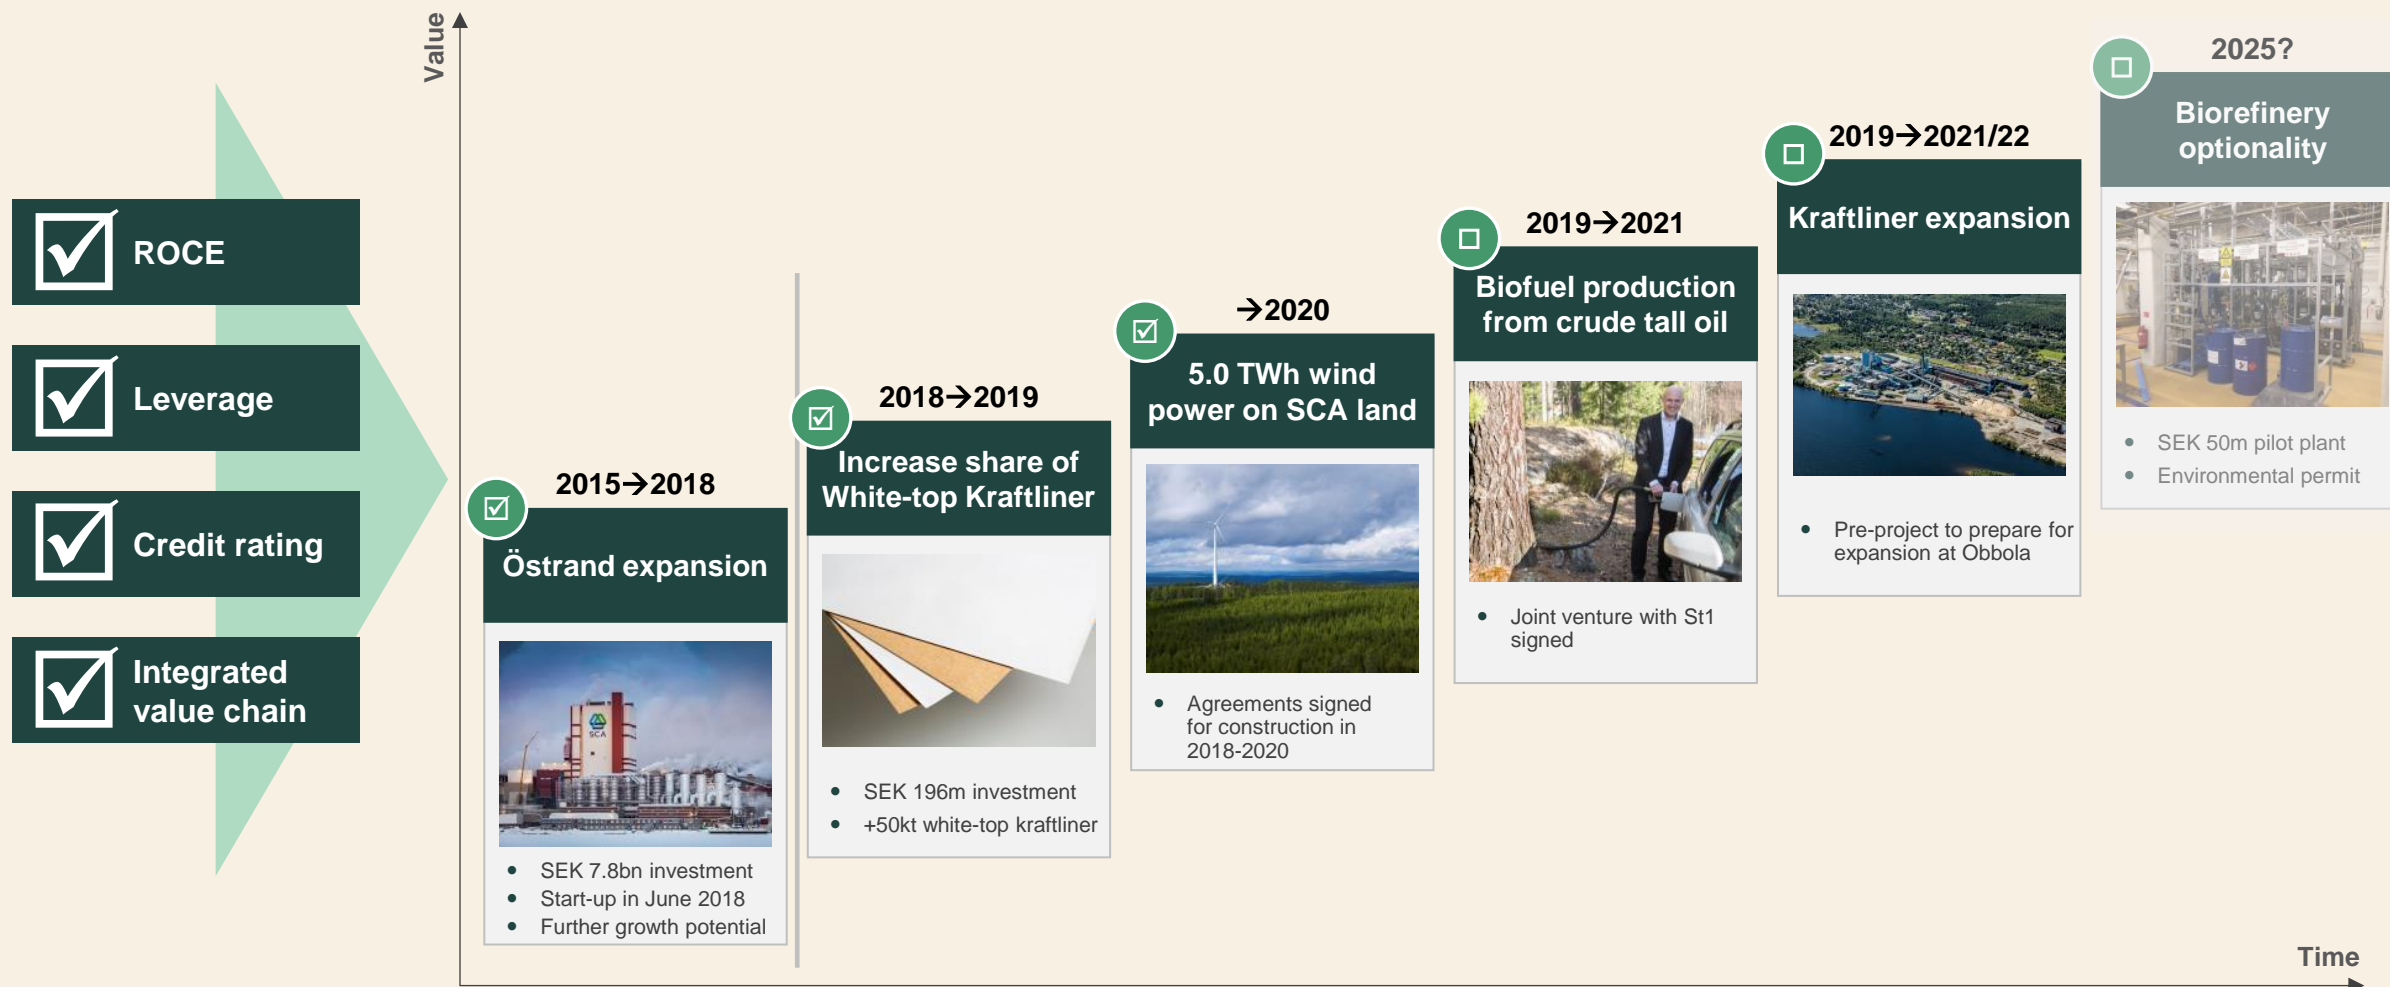 Value
ROCE
Leverage
Credit rating
Integrated
value chain
2015→2018
Östrand expansion
SCA
• SEK 7.8bn investment
• Start-up in June 2018
• Further growth potential
2018→2019
Increase share of
White-top Kraftliner
• SEK 196m investment
• +50kt white-top kraftliner
→2020
5.0 TWh wind
power on SCA land
• Agreements signed
for construction in
2018-2020
2019→2021
Biofuel production
from crude tall oil
• Joint venture with St1
signed
2019→2021/22
Kraftliner expansion
• Pre-project to prepare for
expansion at Obbola
2025?
Biorefinery
optionality
• SEK 50m pilot plant
• Environmental permit
Time